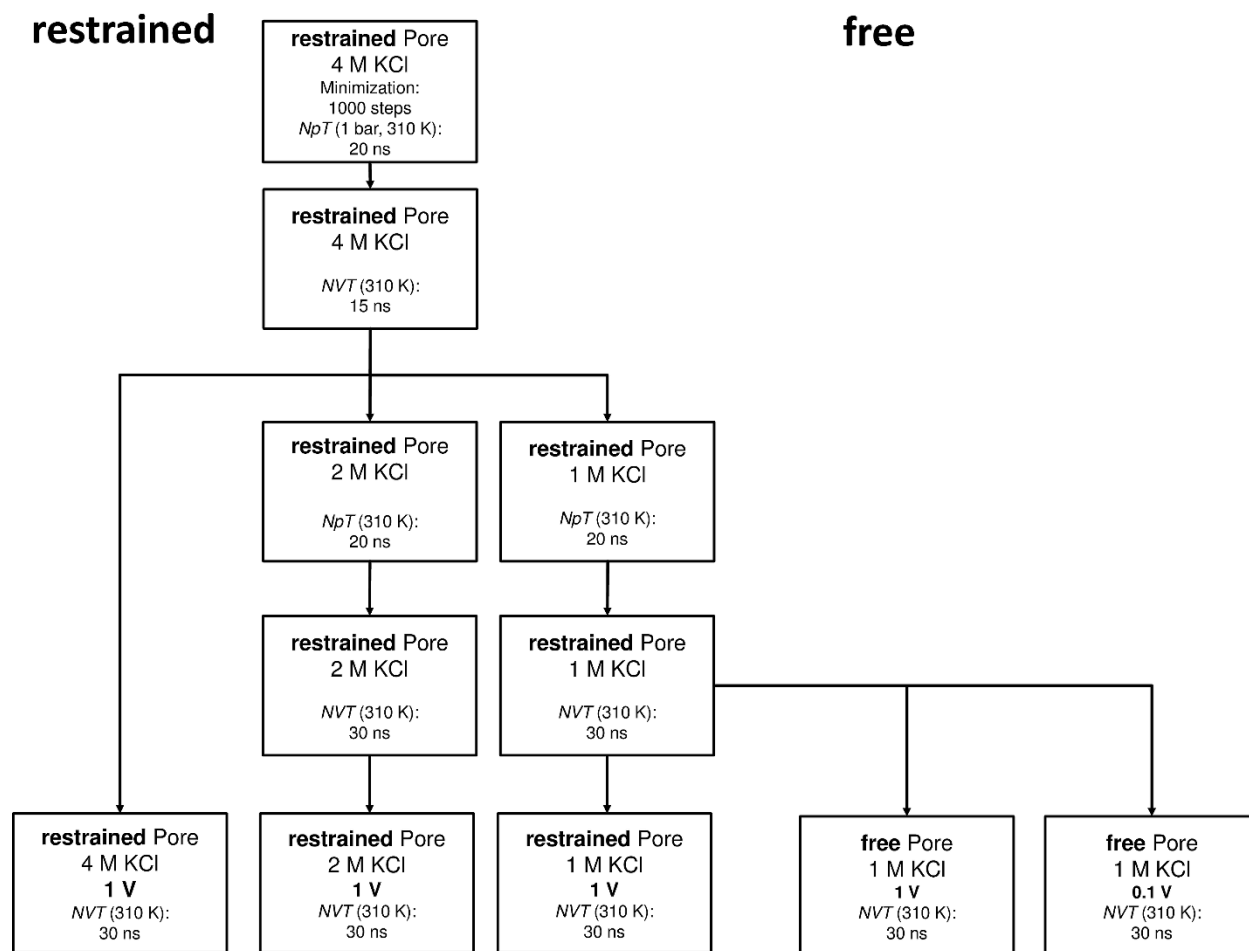 restrained
free
restrained Pore
4 M KCl
Minimization:
1000 steps
NpT (1 bar, 310 K):
20 ns
restrained Pore
4 M KCl
NVT (310 K):
15 ns
restrained Pore
2 M KCl
NpT (310 K):
20 ns
restrained Pore
1 M KCl
NpT (310 K):
20 ns
restrained Pore
2 M KCl
NVT (310 K):
30 ns
restrained Pore
1 M KCl
NVT (310 K):
30 ns
restrained Pore
4 M KCl
1 V
NVT (310 K):
30 ns
restrained Pore
2 M KCl
1 V
NVT (310 K):
30 ns
restrained Pore
1 M KCl
1 V
NVT (310 K):
30 ns
free Pore
1 M KCl
1 V
NVT (310 K):
30 ns
free Pore
1 M KCl
0.1 V
NVT (310 K):
30 ns